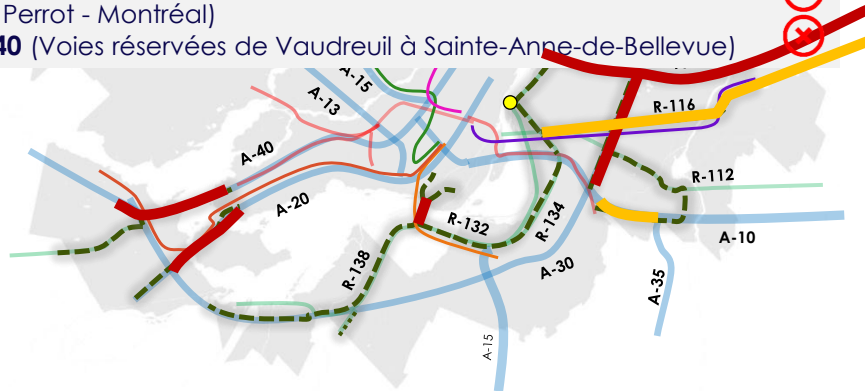 Perrot - Montréal)
40 (Voies réservées de Vaudreuil à Sainte-Anne-de-Bellevue)
A-15
A-13
R-116
A-40
R-112
A-20
R-132
R-134
A-10
R-138
A-30
A-35
A-15